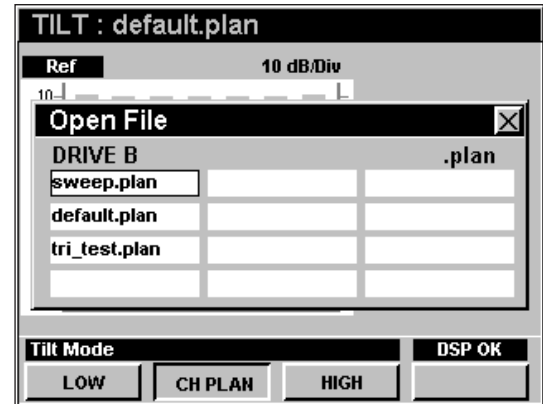 TILT : default.plan
Ref 10 dB/Div
10
Open File
DRIVE B .plan
sweep.plan
default.plan
tri_test.plan
Tilt Mode DSP OK
LOW CH PLAN HIGH